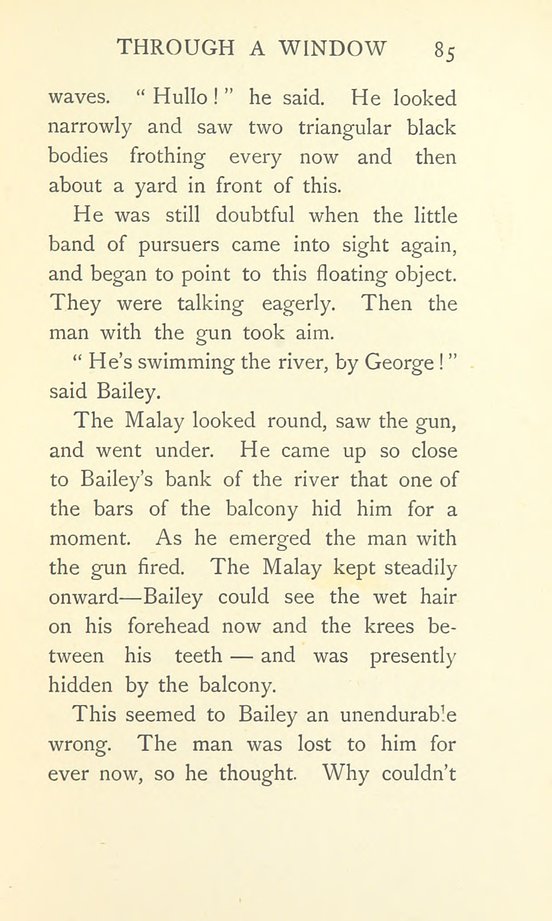 THROUGH A WINDOW 85
waves. “ Hullo ! ” he said. He looked
narrowly and saw two triangular black
bodies frothing every now and then
about a yard in front of this.
He was still doubtful when the little
band of pursuers came into sight again,
and began to point to this floating object.
They were talking eagerly. Then the
man with the gun took aim.
“ He’s swimming the river, by George ! ”
said Bailey.
The Malay looked round, saw the gun,
and went under. He came up so close
to Bailey’s bank of the river that one of
the bars of the balcony hid him for a
moment. As he emerged the man with
the gun fired. The Malay kept steadily
onward—Bailey could see the wet hair
on his forehead now and the krees be-
tween his teeth — and was presently
hidden by the balcony.
This seemed to Bailey an unendurable
wrong. The man was lost to him for
ever now, so he thought. Why couldn’t